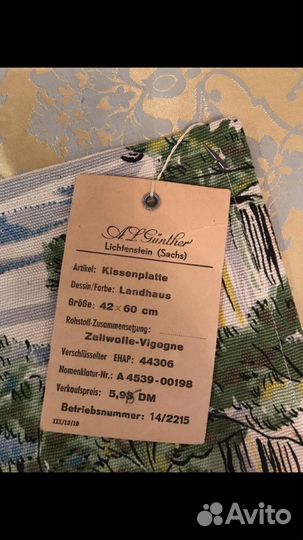 A. L. Günther
Lichtenstein (Sachs)
Artikel: Kissenplatte
Dessin/Farbe: Landhaus
Größe: 42 × 60 cm
Rohstoff-Zusammensetzung:
Zellwolle-Vigogne
Verschlüsselter EHAP: 44306
Nomenklatur-Nr.: A 4539-00198
Verkaufspreis: 5,95 DM
Betriebsnummer: 14/2215
III/12/10
Avito